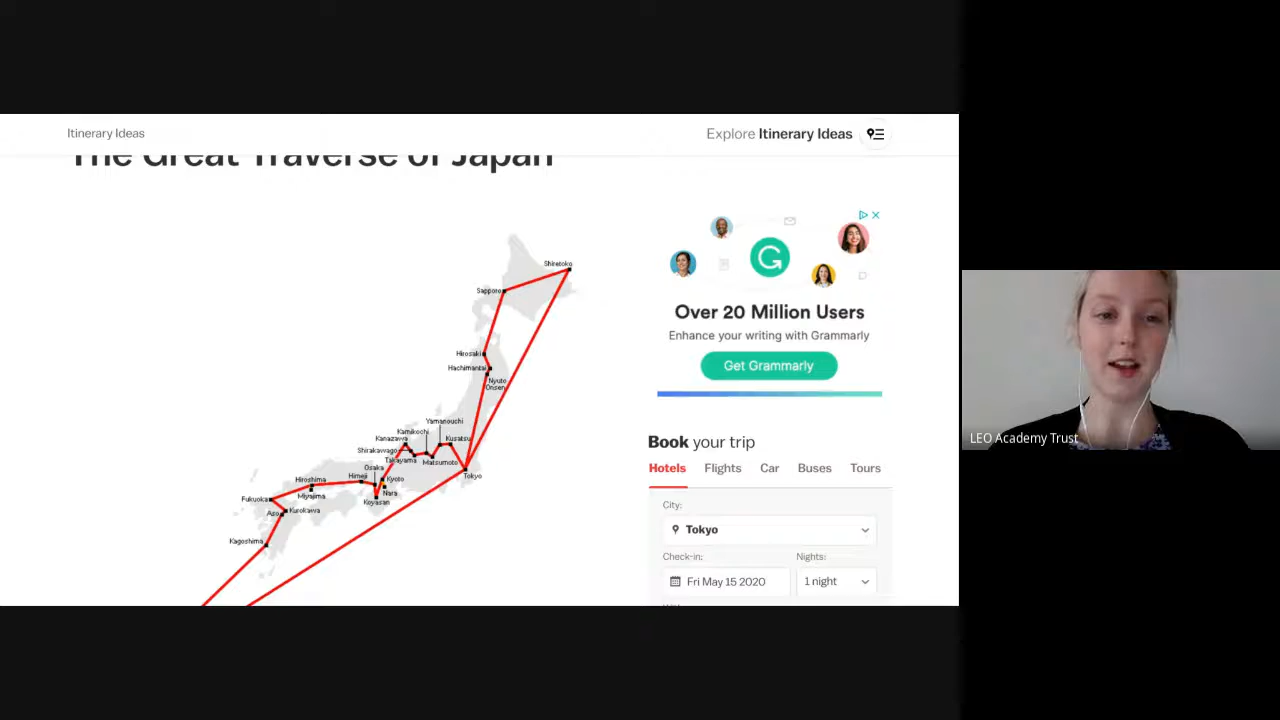 Itinerary Ideas
Explore Itinerary Ideas
The Great Traverse of Japan
Shiretoko
Sapporo
Hirosaki
Hachimantai
Nyuto
Onsen
Yamanouchi
Kamikochi
Kanazawa
Kusatsu
Shirakawago
Takayama
Matsumoto
Tokyo
Osaka
Himeji
Kyoto
Nara
Koyasan
Hiroshima
Miyajima
Fukuoka
Aso
Kurokawa
Kagoshima
G
Over 20 Million Users
Enhance your writing with Grammarly
Get Grammarly
Book your trip
Hotels Flights Car Buses Tours
City:
Tokyo
Check-in: Nights:
Fri May 15 2020 1 night
LEO Academy Trust